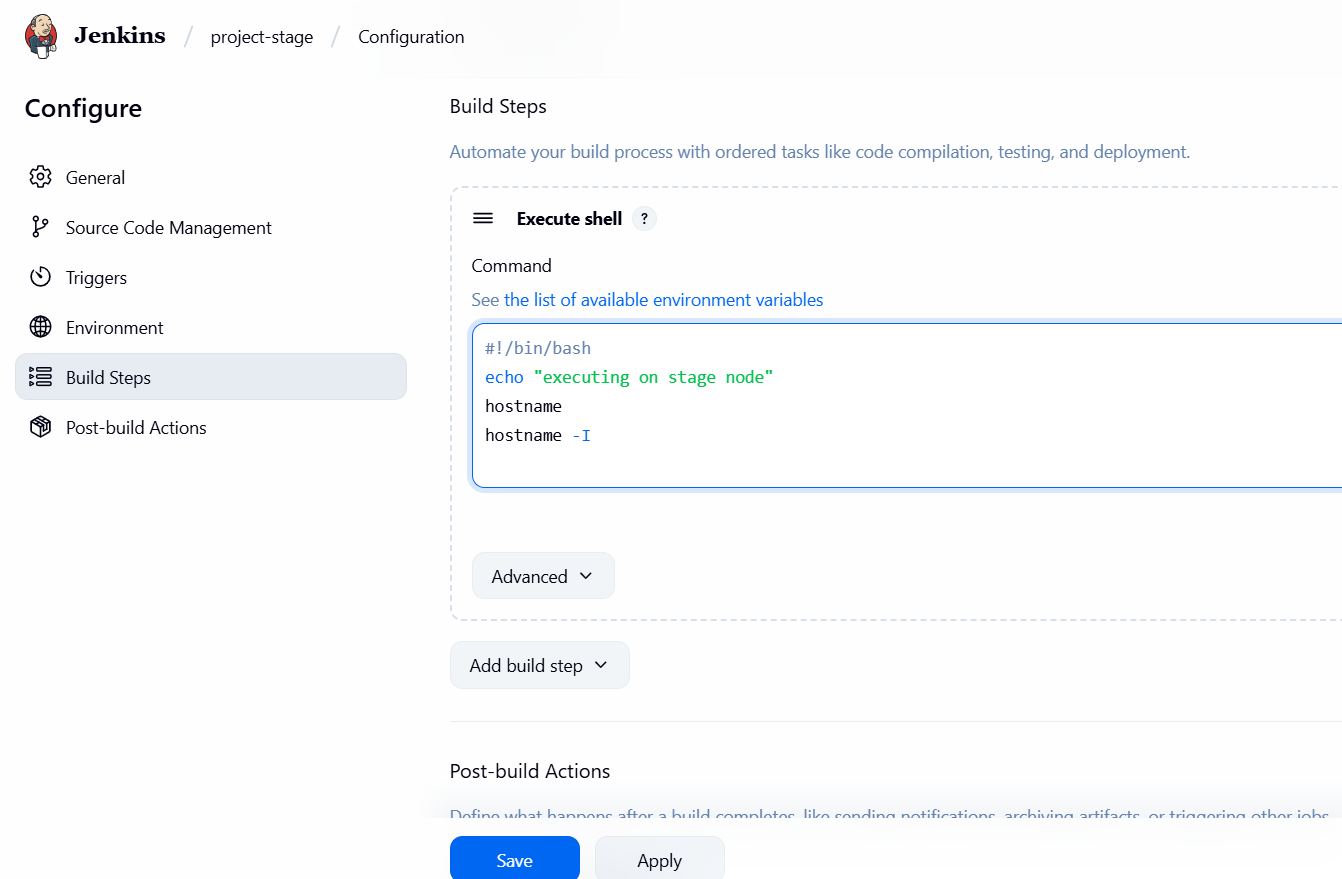 Jenkins / project-stage / Configuration
Configure
General
Source Code Management
Triggers
Environment
Build Steps
Post-build Actions
Build Steps
Automate your build process with ordered tasks like code compilation, testing, and deployment.
Execute shell ?
Command
See the list of available environment variables
#!/bin/bash
echo "executing on stage node"
hostname
hostname -I
Advanced
Add build step
Post-build Actions
Define what happens after a build completes, like sending notifications, archiving artifacts, or triggering other jobs.
Save Apply